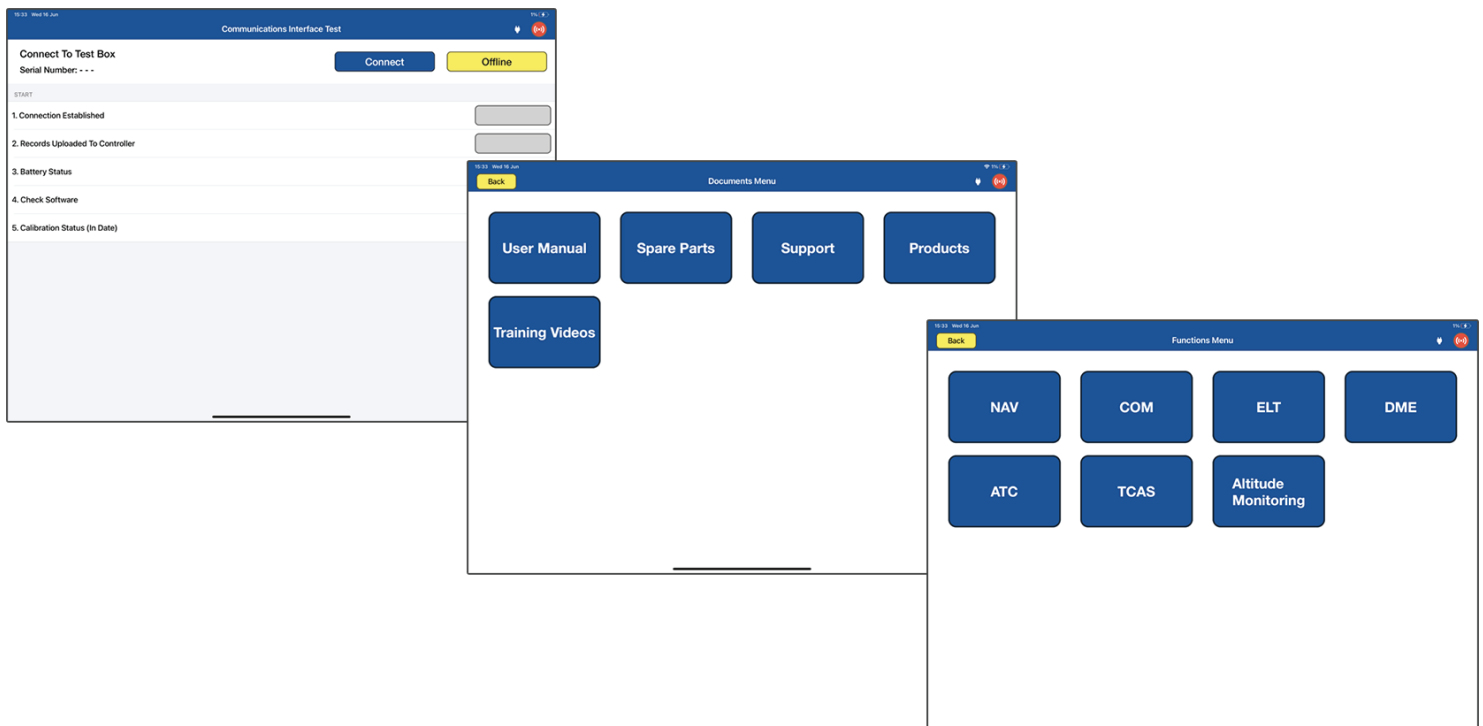 15:33 Wed 16 Jun
1%
Communications Interface Test
Connect To Test Box
Serial Number: - - -
Connect
Offline
START
1. Connection Established
2. Records Uploaded To Controller
3. Battery Status
4. Check Software
5. Calibration Status (In Date)
15:33 Wed 16 Jun
1%
Back
Documents Menu
User Manual
Spare Parts
Support
Products
Training Videos
15:33 Wed 16 Jun
1%
Back
Functions Menu
NAV
COM
ELT
DME
ATC
TCAS
Altitude
Monitoring